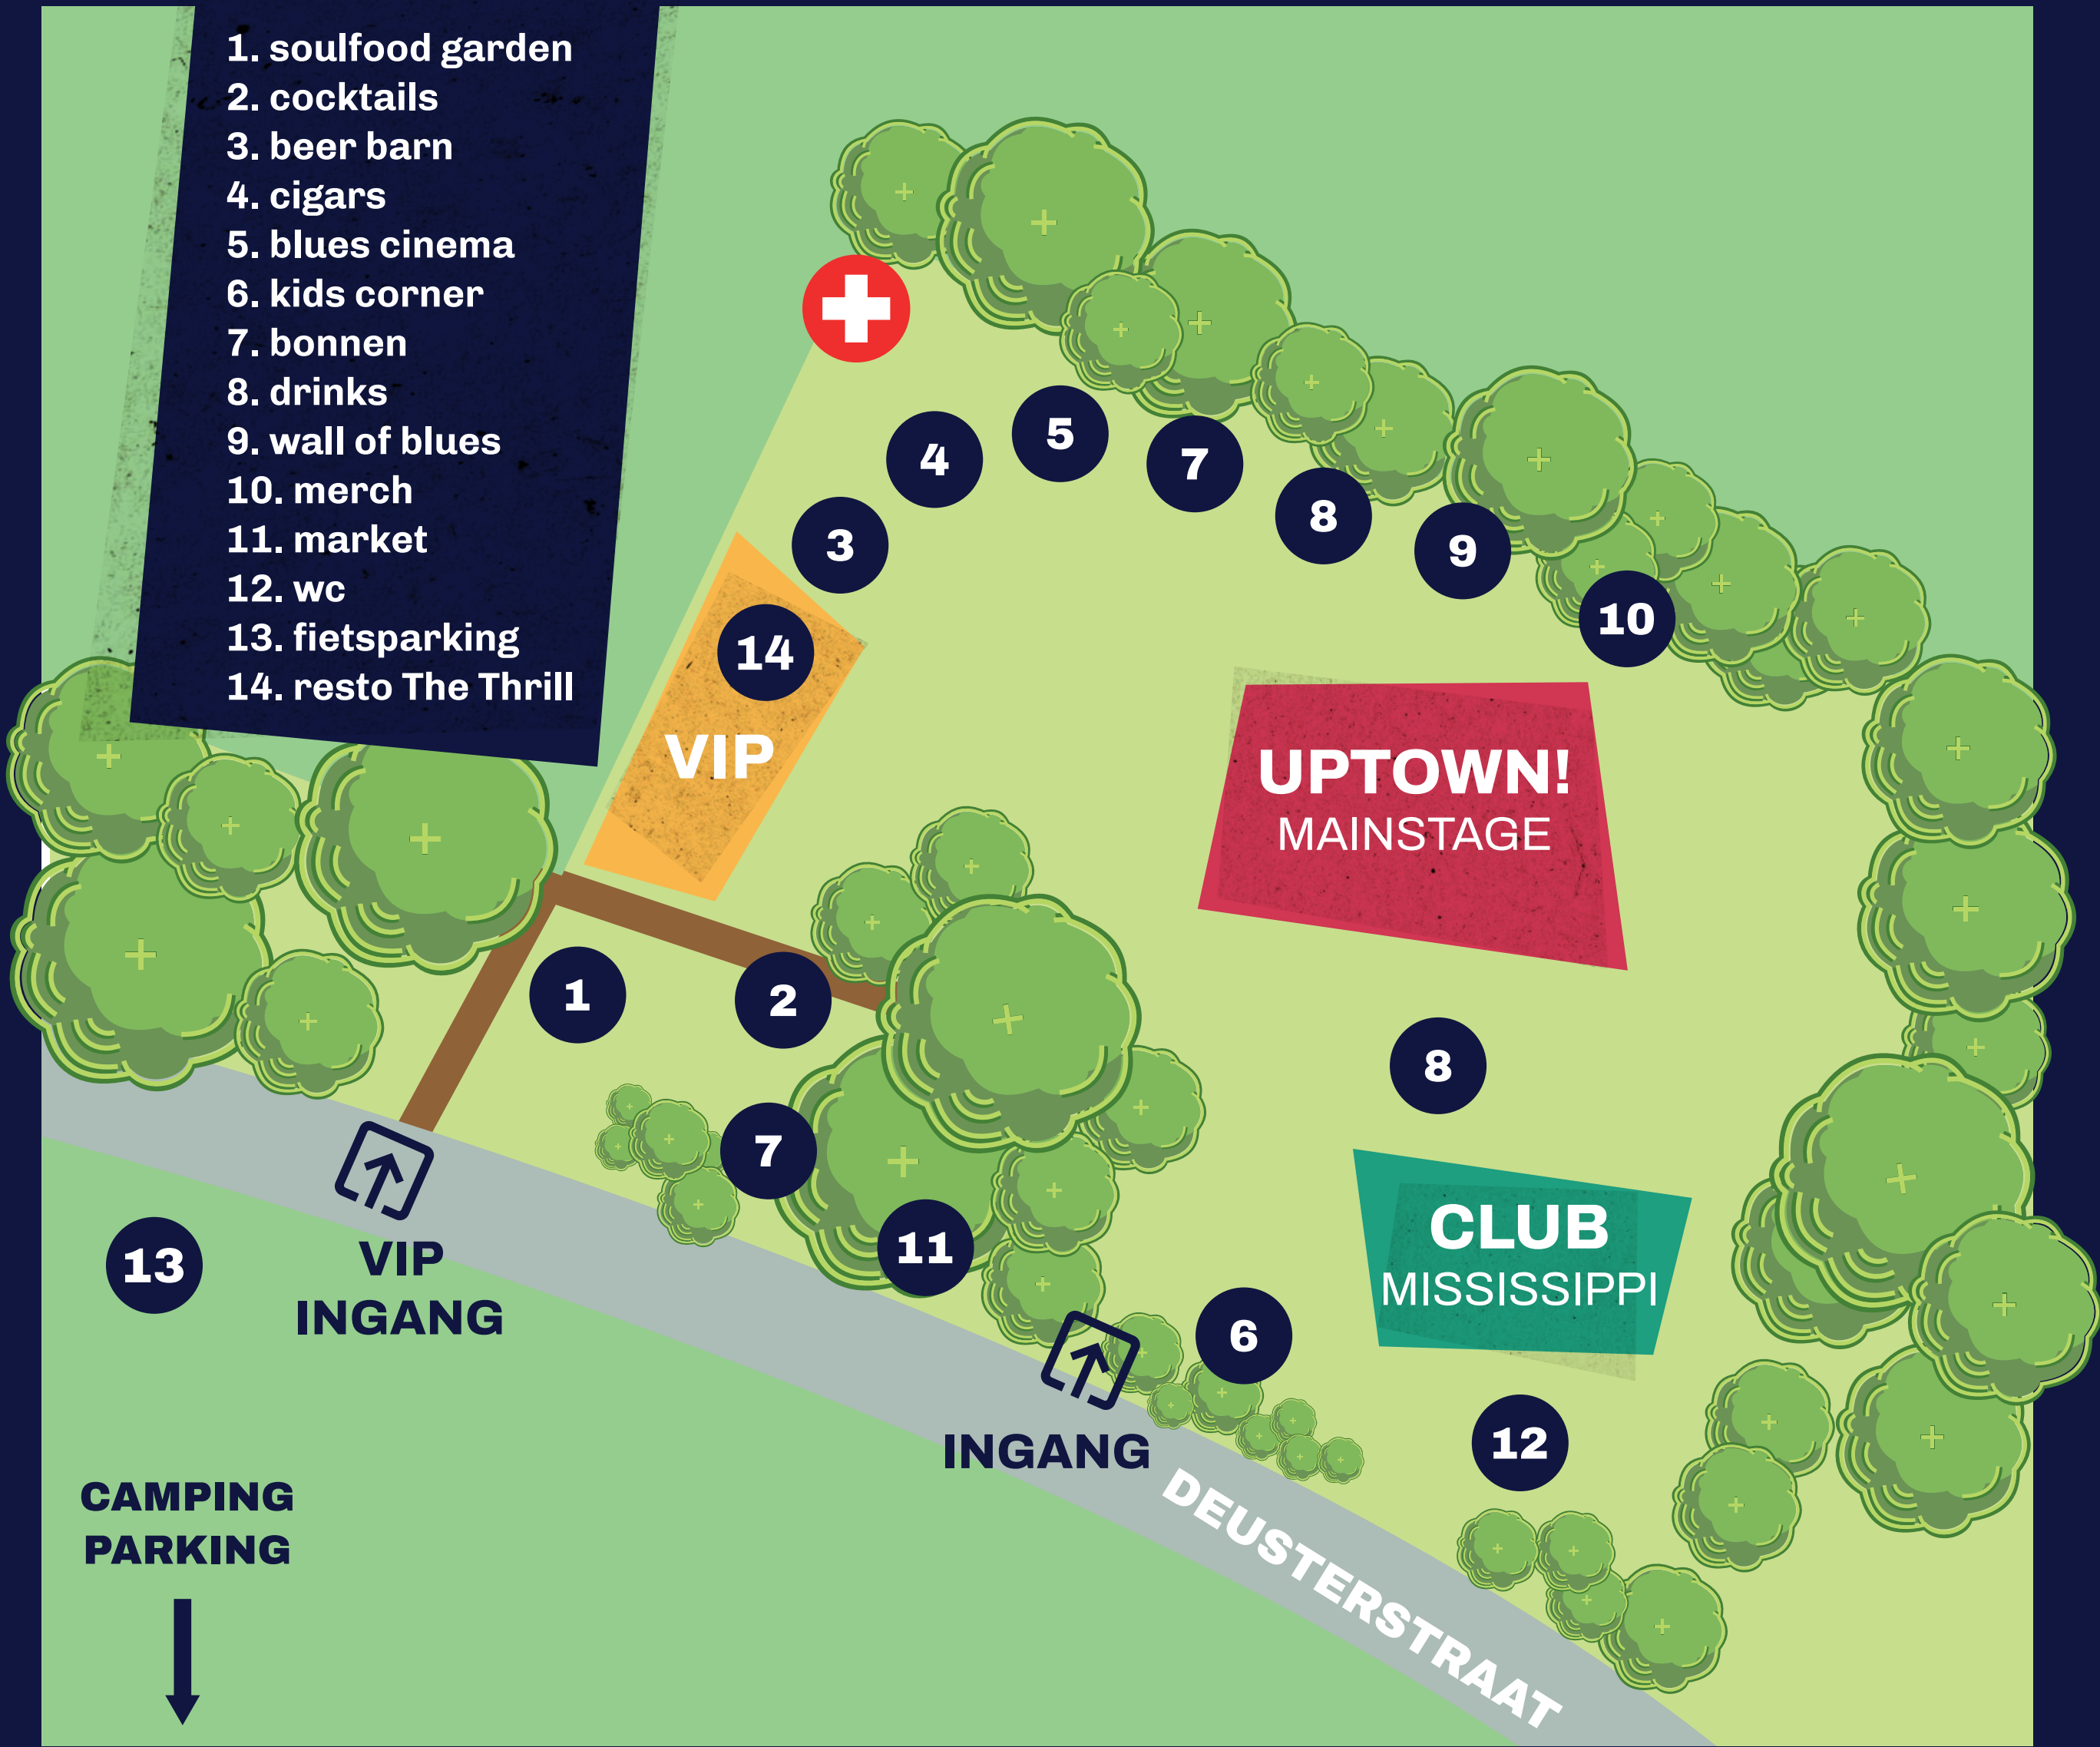 1. soulfood garden
2. cocktails
3. beer barn
4. cigars
5. blues cinema
6. kids corner
7. bonnen
8. drinks
9. wall of blues
10. merch
11. market
12. wc
13. fietsparking
14. resto The Thrill
5
4
7
8
3
9
10
14
VIP
UPTOWN!
MAINSTAGE
1
2
8
7
CLUB
MISSISSIPPI
11
13
VIP
INGANG
6
INGANG
12
DEUSTERSTRAAT
CAMPING
PARKING